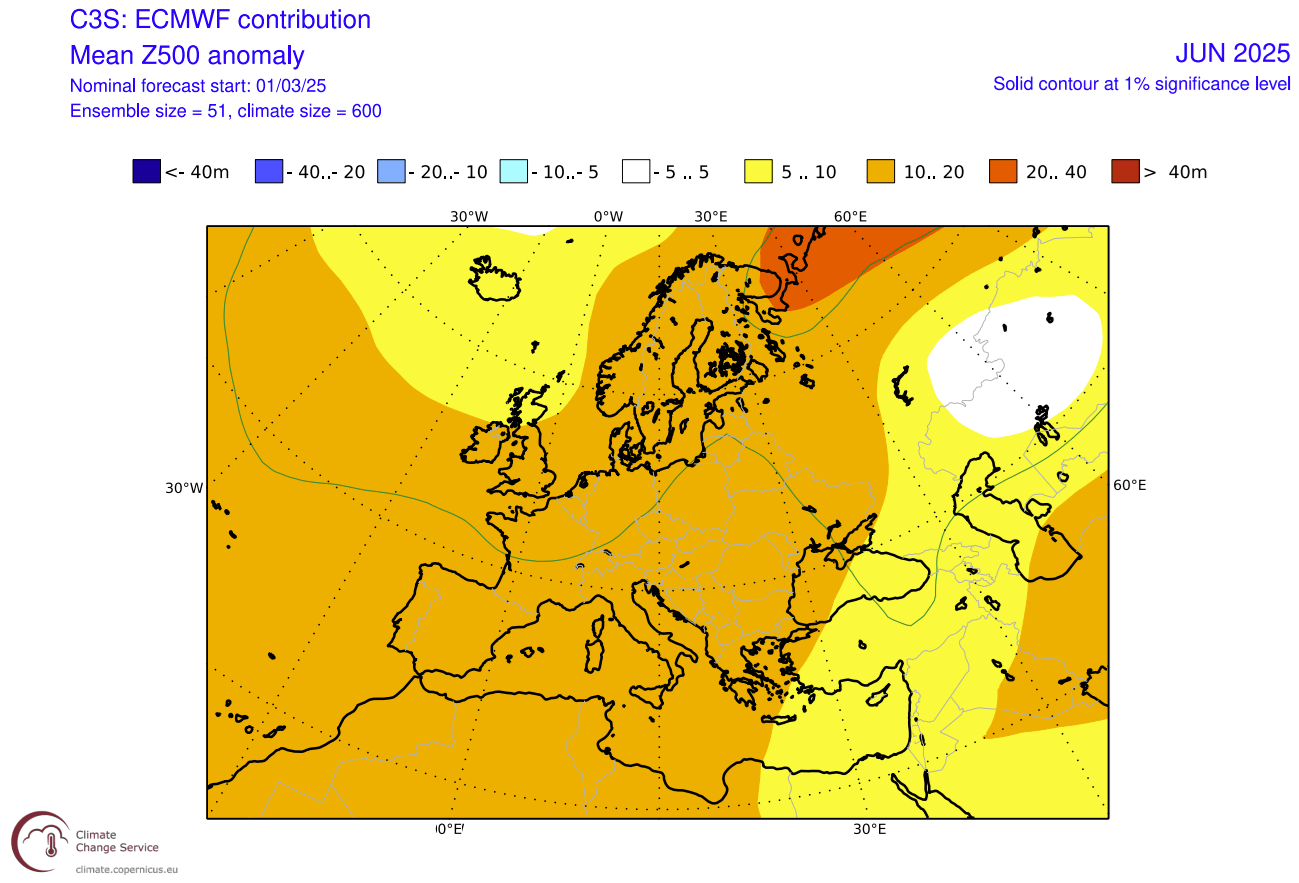 C3S: ECMWF contribution
Mean Z500 anomaly
JUN 2025
Nominal forecast start: 01/03/25
Solid contour at 1% significance level
Ensemble size = 51, climate size = 600
<- 40m
- 40..- 20
- 20..- 10
- 10..- 5
- 5 .. 5
5 .. 10
10.. 20
20.. 40
> 40m
30°W
0°W
30°E
60°E
30°W
60°E
30°E
Climate
Change Service
climate.copernicus.eu